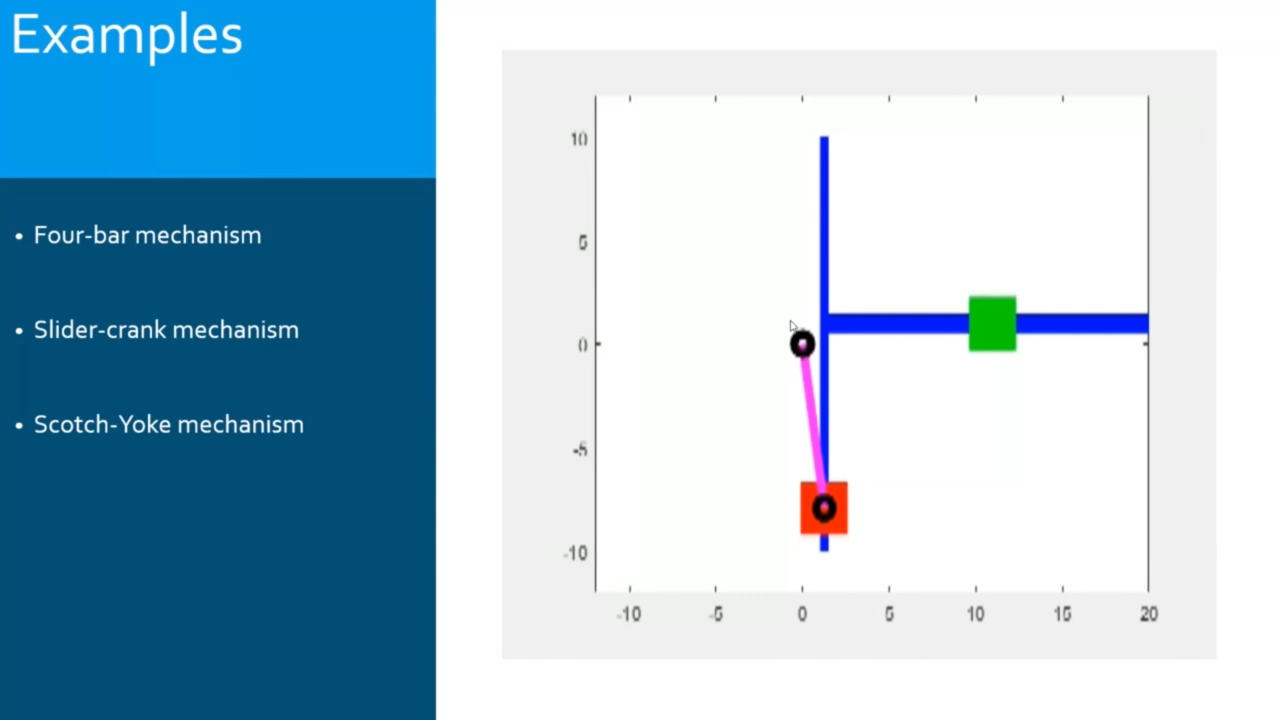 Examples
• Four-bar mechanism
• Slider-crank mechanism
• Scotch-Yoke mechanism
10
5
0
-5
-10
-10 -5 0 5 10 15 20